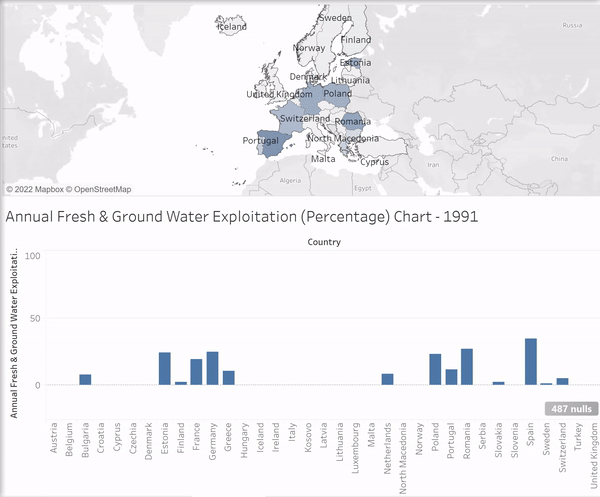 Sweden
Iceland
Russia
Finland
Norway
Estonia
Denmark
Lithuania
United Kingdom
Poland
Switzerland
Romania
United
States
Portugal
North Macedonia
China
Malta
Cyprus
Iran
Algeria
Egypt
© 2022 Mapbox © OpenStreetMap
Annual Fresh & Ground Water Exploitation (Percentage) Chart - 1991
Country
Annual Fresh & Ground Water Exploitati..
100
50
0
487 nulls
Austria
Belgium
Bulgaria
Croatia
Cyprus
Czechia
Denmark
Estonia
Finland
France
Germany
Greece
Hungary
Iceland
Ireland
Italy
Kosovo
Latvia
Lithuania
Luxembourg
Malta
Netherlands
North Macedonia
Norway
Poland
Portugal
Romania
Serbia
Slovakia
Slovenia
Spain
Sweden
Switzerland
Turkey
United Kingdom